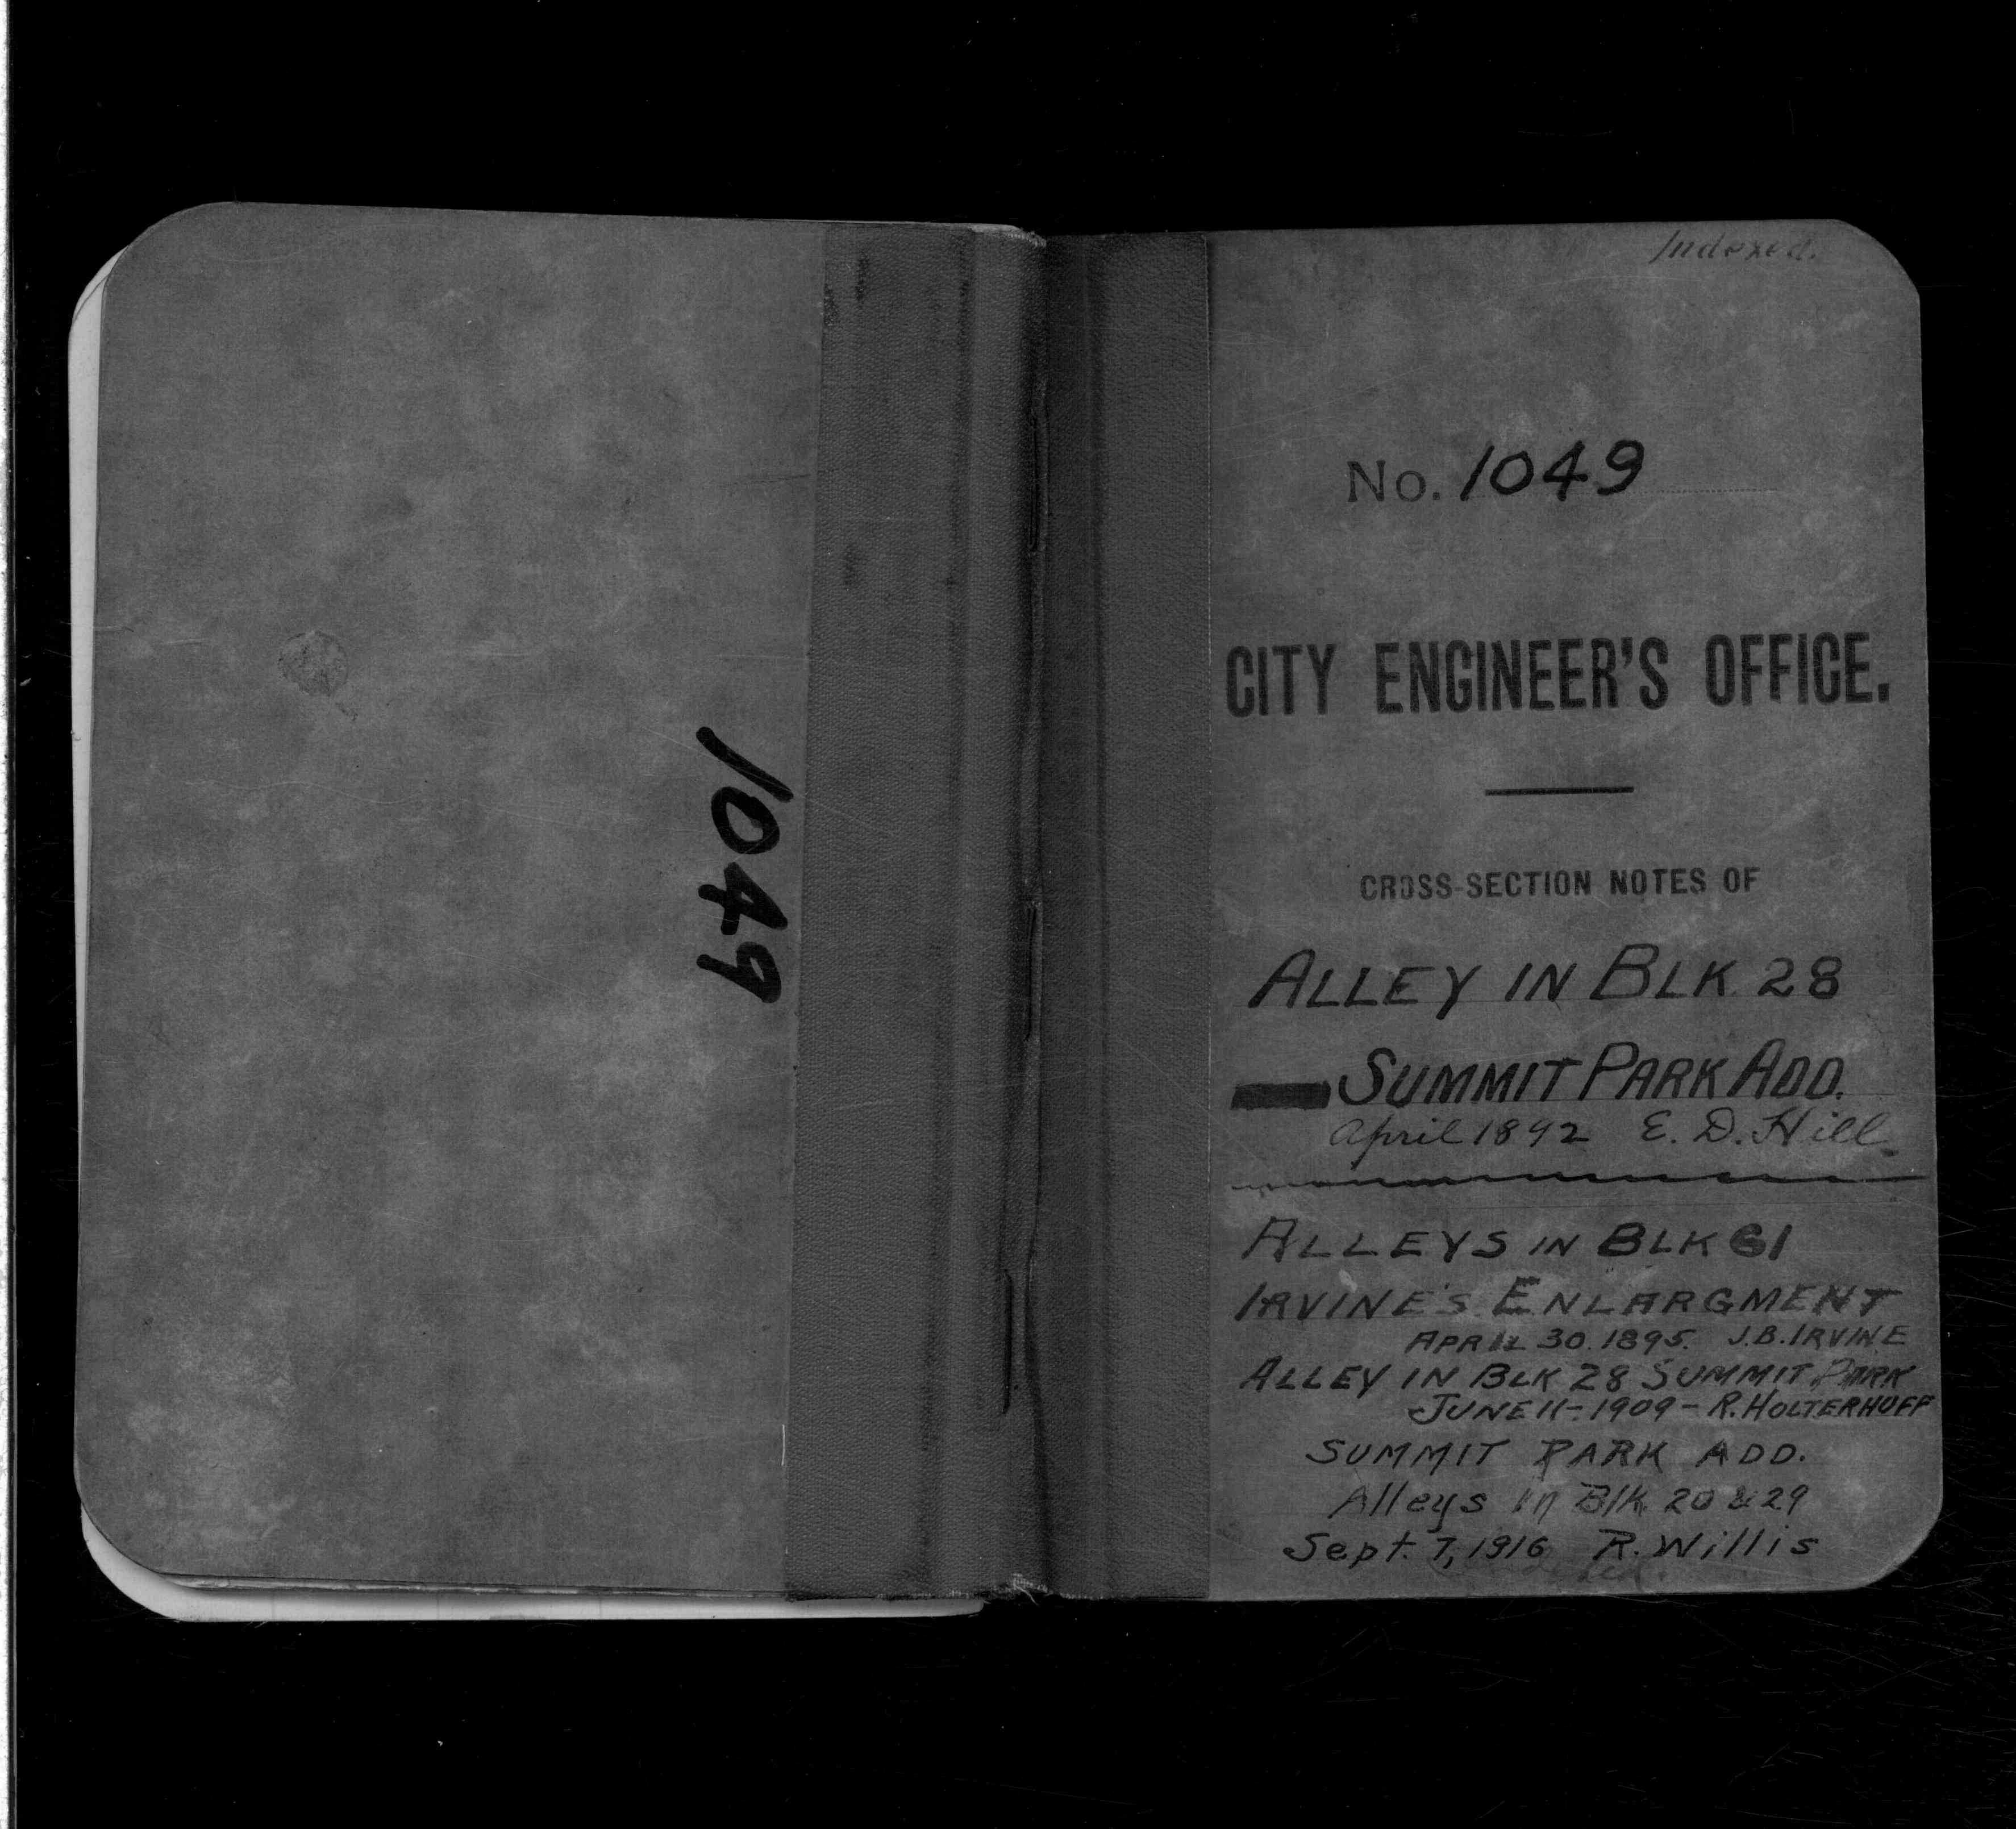 1049
Indexed.
No. 1049
CITY ENGINEER'S OFFICE.
CROSS-SECTION NOTES OF
ALLEY IN BLK 28
SUMMIT PARK ADD.
April 1892 E. D. Hill
ALLEYS IN BLK 61
IRVINE'S ENLARGMENT
APRIL 30. 1895. J.B. IRVINE
ALLEY IN BLK 28 SUMMIT PARK
JUNE 11-1909-R. HOLTERHOFF
SUMMIT PARK ADD.
Alleys in Blk 20 & 29
Sept. 7, 1916 R. Willis